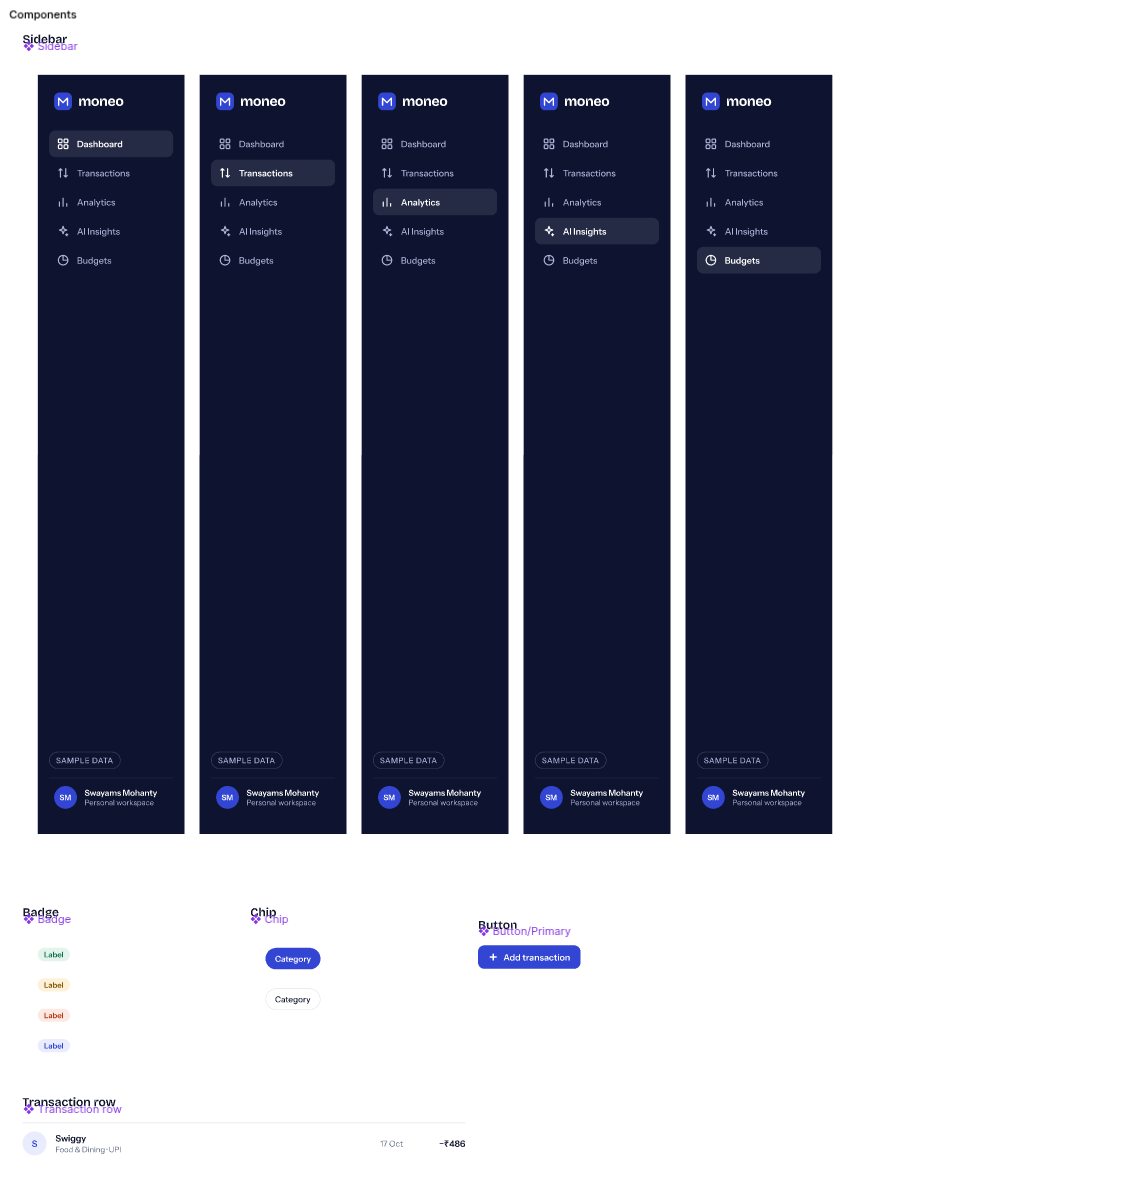 Components
Sidebar
Sidebar
moneo
Dashboard
Transactions
Analytics
AI Insights
Budgets
SAMPLE DATA
SM
Swayams Mohanty
Personal workspace
moneo
Dashboard
Transactions
Analytics
AI Insights
Budgets
SAMPLE DATA
SM
Swayams Mohanty
Personal workspace
moneo
Dashboard
Transactions
Analytics
AI Insights
Budgets
SAMPLE DATA
SM
Swayams Mohanty
Personal workspace
moneo
Dashboard
Transactions
Analytics
AI Insights
Budgets
SAMPLE DATA
SM
Swayams Mohanty
Personal workspace
moneo
Dashboard
Transactions
Analytics
AI Insights
Budgets
SAMPLE DATA
SM
Swayams Mohanty
Personal workspace
Badge
Badge
Label
Label
Label
Label
Chip
Chip
Category
Category
Button
Button/Primary
+ Add transaction
Transaction row
Transaction row
S
Swiggy
Food & Dining·UPI
17 Oct
−₹486